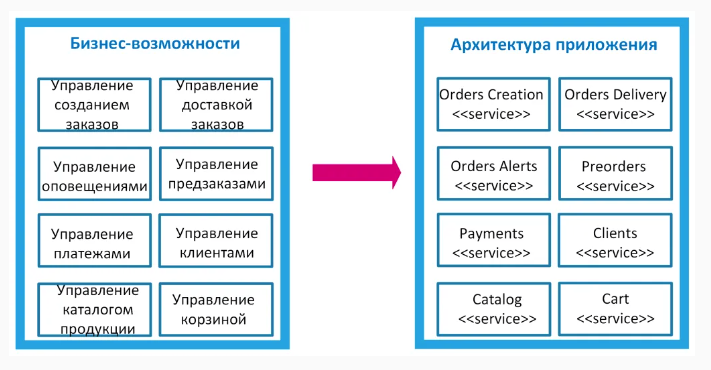 Бизнес-возможности
Управление
созданием
заказов
Управление
доставкой
заказов
Управление
оповещениями
Управление
предзаказами
Управление
платежами
Управление
клиентами
Управление
каталогом
продукции
Управление
корзиной
Архитектура приложения
Orders Creation
<<service>>
Orders Delivery
<<service>>
Orders Alerts
<<service>>
Preorders
<<service>>
Payments
<<service>>
Clients
<<service>>
Catalog
<<service>>
Cart
<<service>>